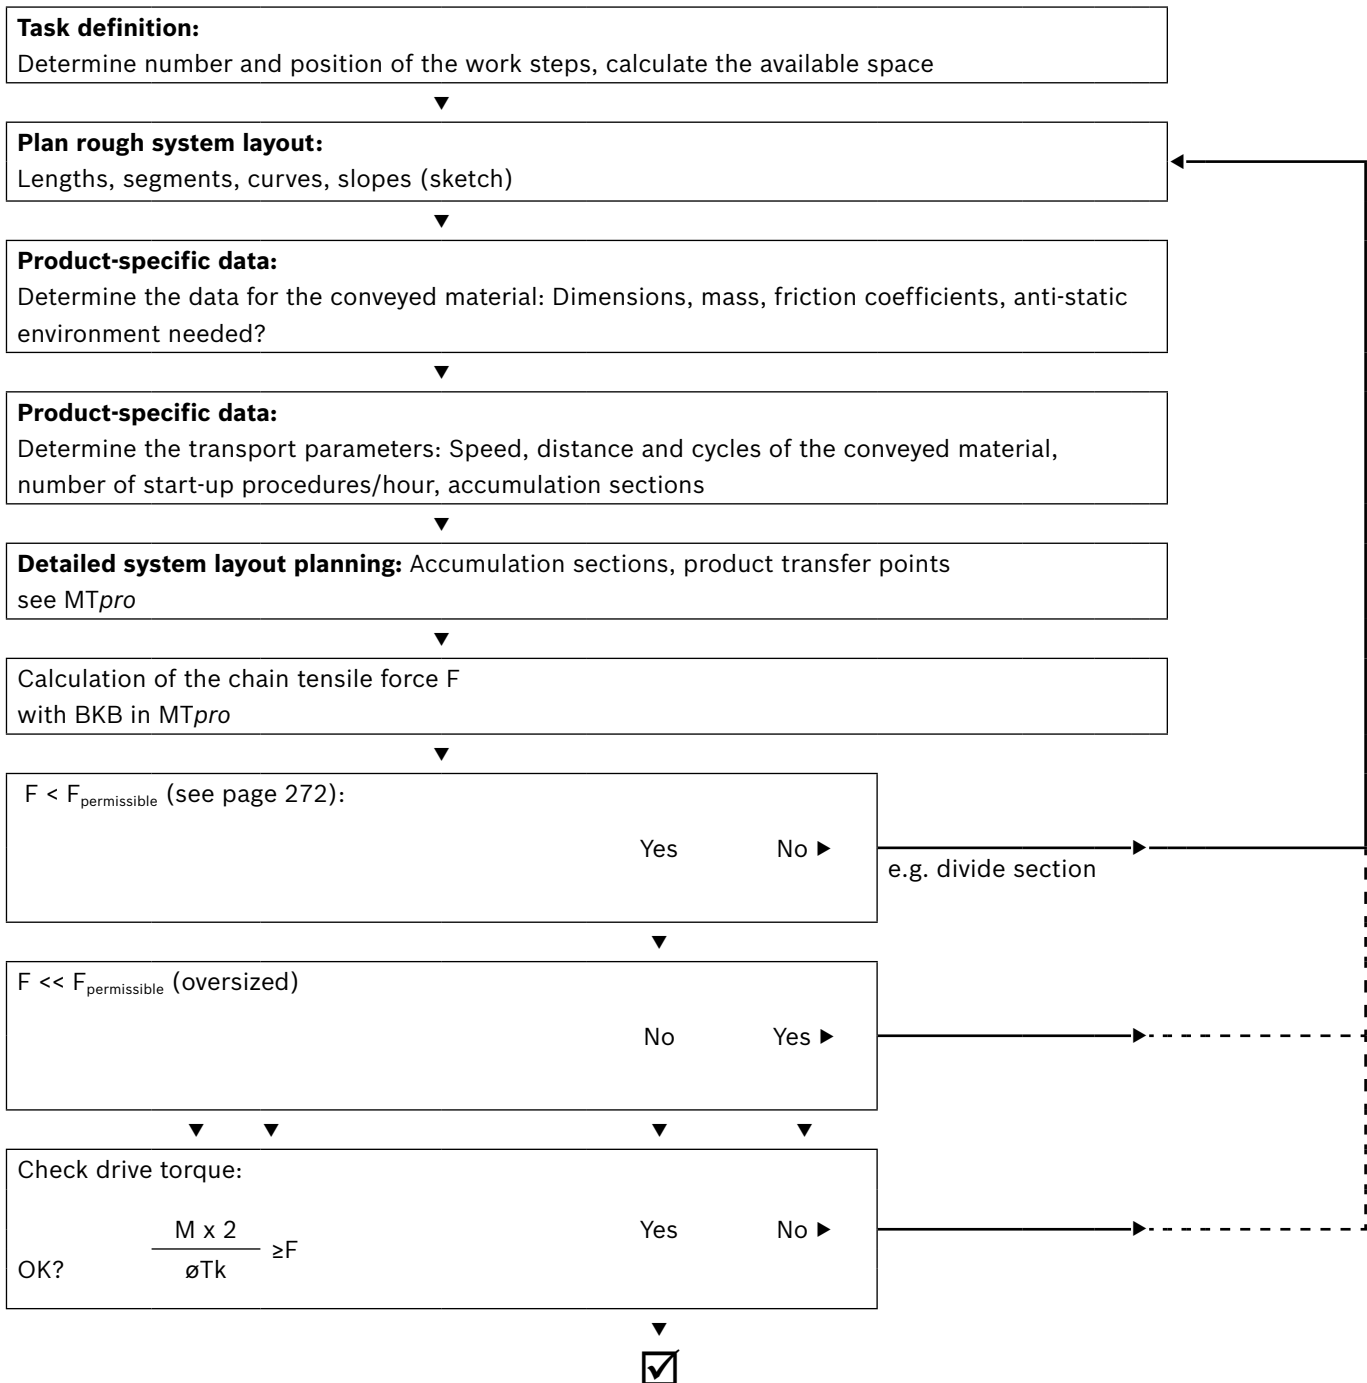 Task definition:
Determine number and position of the work steps, calculate the available space
Plan rough system layout:
Lengths, segments, curves, slopes (sketch)
Product-specific data:
Determine the data for the conveyed material: Dimensions, mass, friction coefficients, anti-static
environment needed?
Product-specific data:
Determine the transport parameters: Speed, distance and cycles of the conveyed material,
number of start-up procedures/hour, accumulation sections
Detailed system layout planning: Accumulation sections, product transfer points
see MTpro
Calculation of the chain tensile force F
with BKB in MTpro
F < Fpermissible (see page 272):
Yes No
e.g. divide section
F << Fpermissible (oversized)
No Yes
Check drive torque:
M x 2
Yes No
≥F
OK? øTk